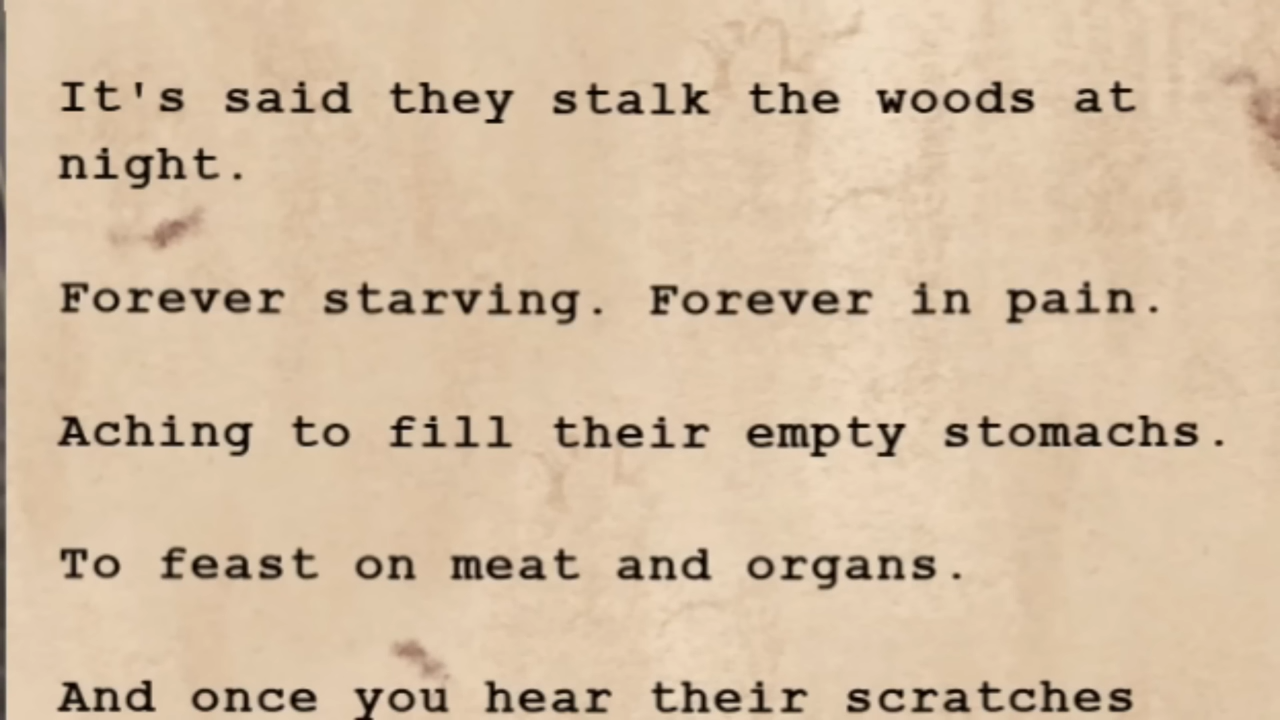 It's said they stalk the woods at
night.
Forever starving. Forever in pain.
Aching to fill their empty stomachs.
To feast on meat and organs.
And once you hear their scratches